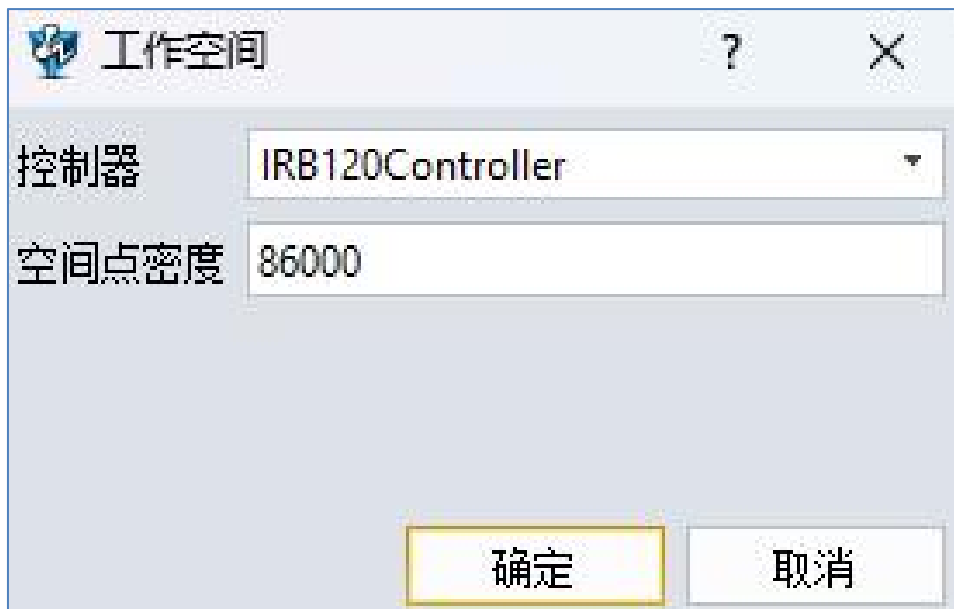 工作空间 ?
控制器 IRB120Controller
空间点密度 86000
确定 取消